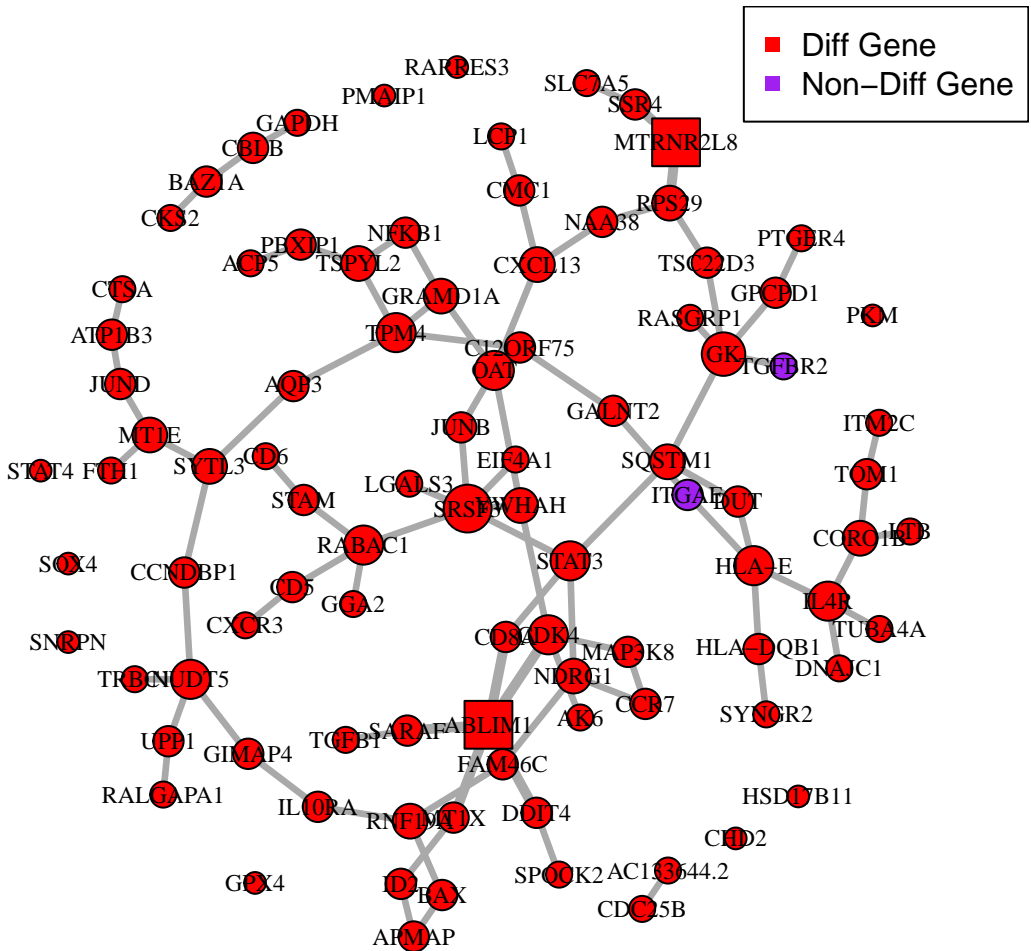 Diff Gene
Non−Diff Gene
RARRES3
PMAIP1
SLC7A5
SSR4
GAPDH
LCP1
MTRNR2L8
CBLB
BAZ1A
CMC1
CKS2
RPS29
NAA38
NFKB1
PBXIP1
PTGER4
ACP5
TSPYL2
CXCL13
TSC22D3
CTSA
GRAMD1A
GPCPD1
RASGRP1
PKM
ATP1B3
TPM4
C12ORF75
GK
TGFBR2
OAT
JUND
AQP3
GALNT2
ITM2C
MT1E
JUNB
CD6
EIF4A1
SQSTM1
STAT4
FTH1
SYTL3
TOM1
LGALS3
ITGAE
STAM
SRSF3
YWHAH
DUT
RABAC1
CORO1B
LTB
SOX4
CCNDBP1
STAT3
HLA−E
CD5
GGA2
IL4R
CXCR3
TUBA4A
SNRPN
CD8A
CDK4
MAP3K8
HLA−DQB1
DNAJC1
NUDT5
NDRG1
CCR7
SYNGR2
AK6
ABLIM1
SARAF
TGFB1
UPP1
GIMAP4
FAM46C
RALGAPA1
IL10RA
HSD17B11
RNF19A
MT1X
DDIT4
CHD2
GPX4
ID2
BAX
SPOCK2
AC133644.2
CDC25B
APMAP